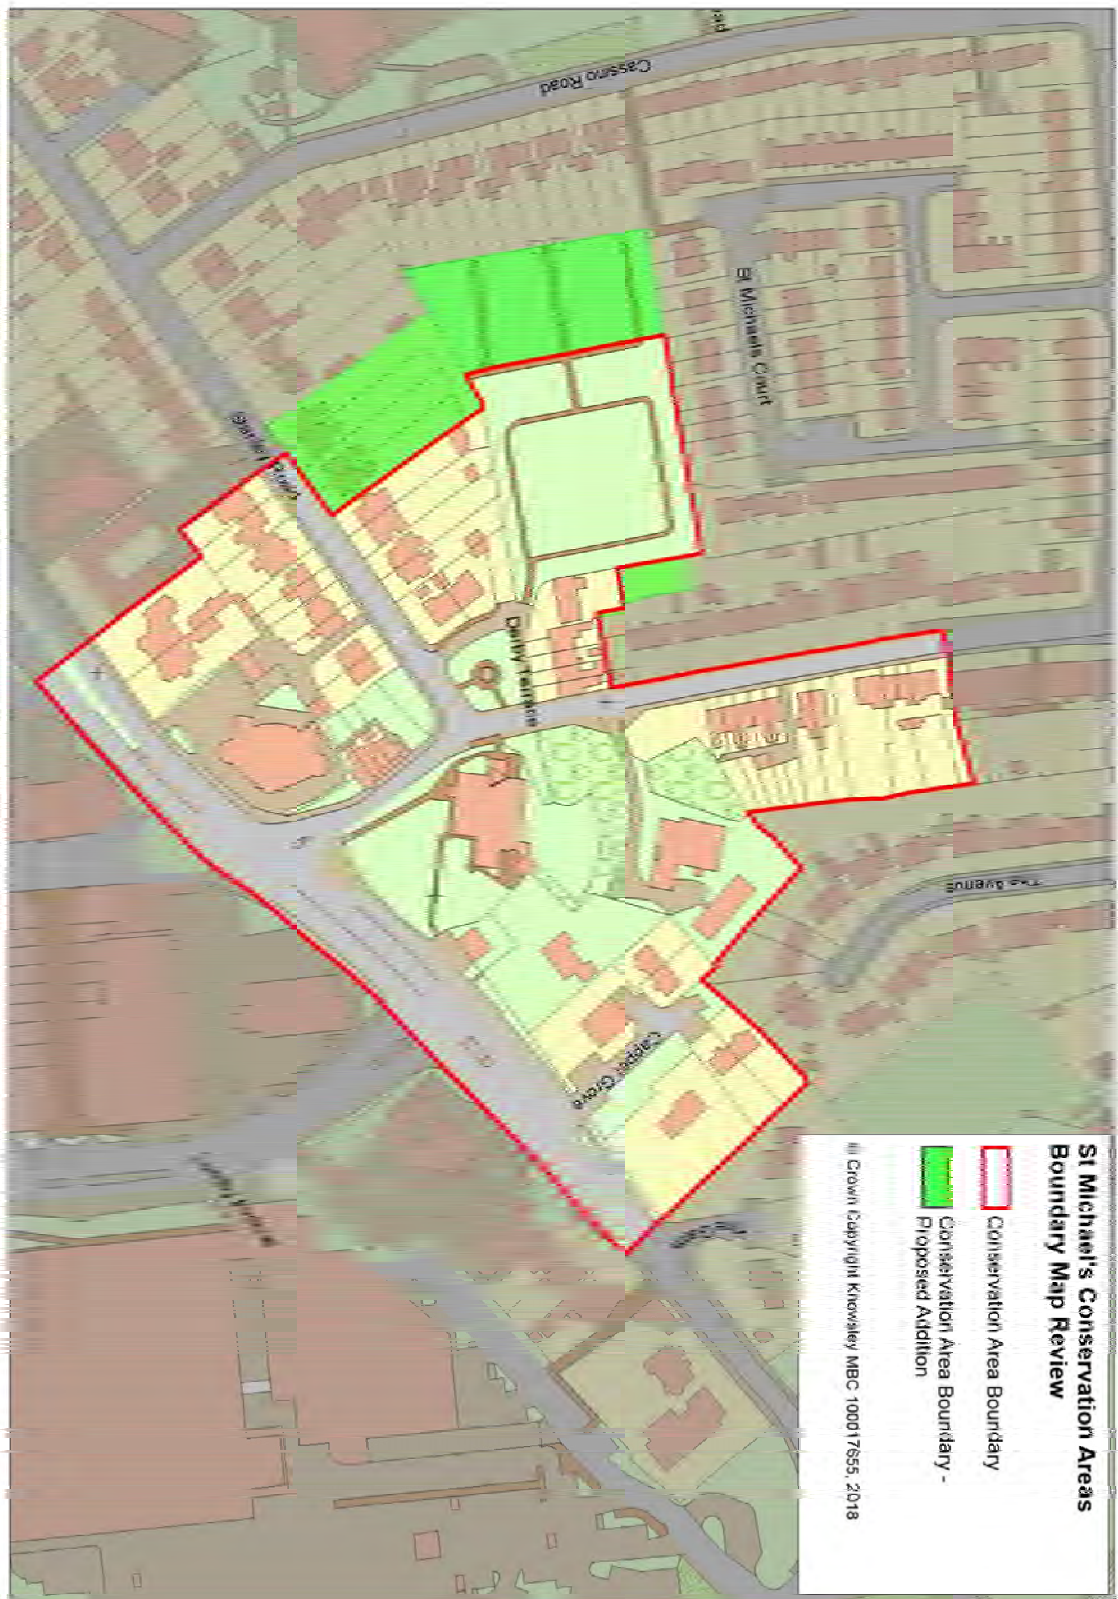 St Michael's Conservation Areas
Boundary Map Review
Conservation Area Boundary
Conservation Area Boundary -
Proposed Addition
Crown Copyright Knowsley MBC 100017655, 2018
Cassino Road
St Michaels Court
Derby Terrace
The Avenue
Capper Grove